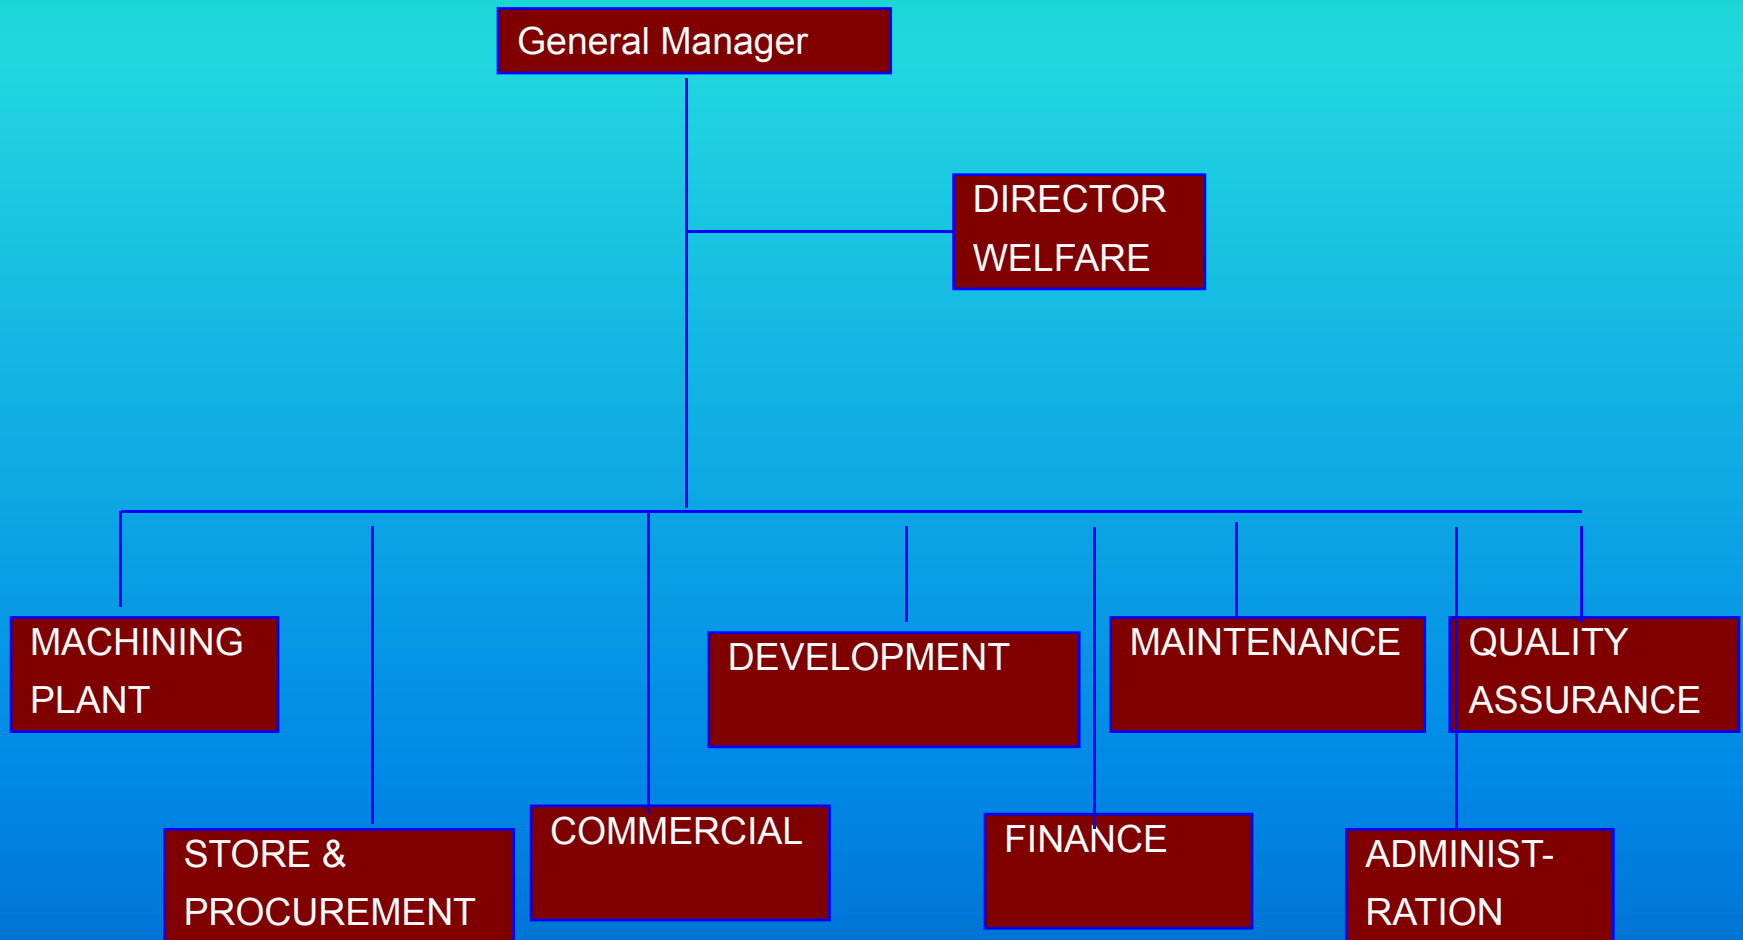 General Manager
DIRECTOR
WELFARE
MACHINING
PLANT
DEVELOPMENT
MAINTENANCE
QUALITY
ASSURANCE
STORE &
PROCUREMENT
COMMERCIAL
FINANCE
ADMINIST-
RATION